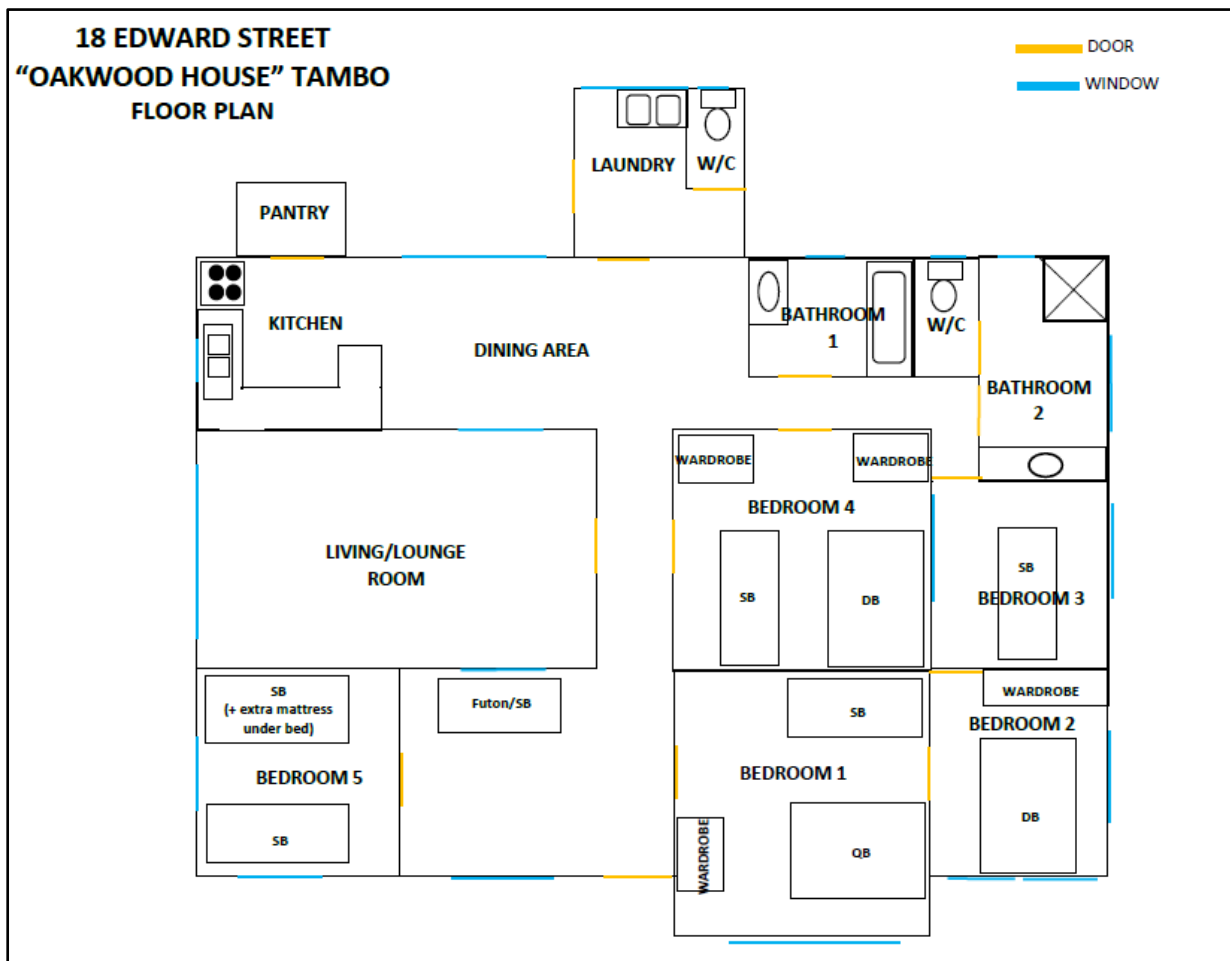 18 EDWARD STREET
“OAKWOOD HOUSE” TAMBO
FLOOR PLAN
DOOR
WINDOW
LAUNDRY
W/C
PANTRY
KITCHEN
DINING AREA
BATHROOM
1
W/C
BATHROOM
2
WARDROBE
WARDROBE
BEDROOM 4
LIVING/LOUNGE
ROOM
SB
DB
SB
BEDROOM 3
SB
(+ extra mattress
under bed)
Futon/SB
SB
WARDROBE
BEDROOM 2
BEDROOM 5
BEDROOM 1
SB
WARDROBE
QB
DB